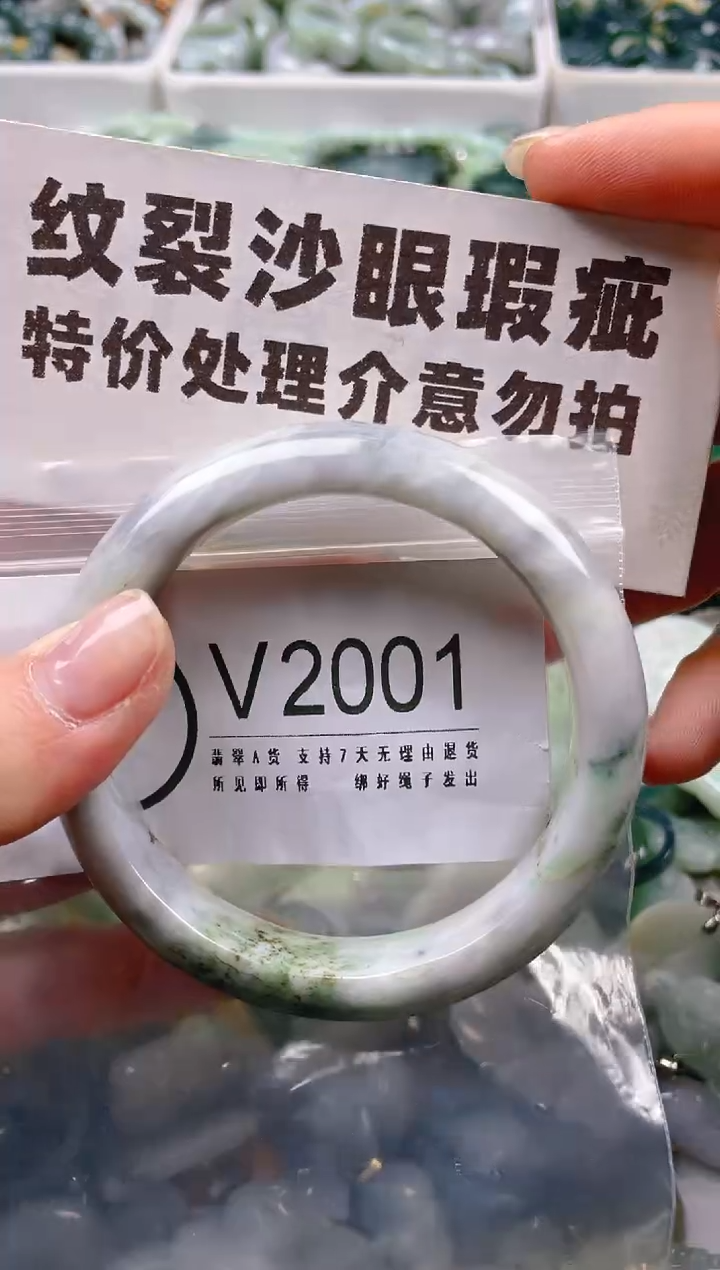 纹裂沙眼瑕疵
特价处理介意勿拍
V2001
翡翠A货 支持7天无理由退货
所见即所得 绑好绳子发出